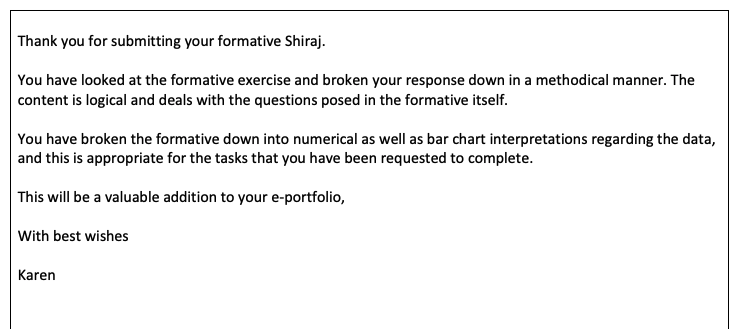 Thank you for submitting your formative Shiraj.
You have looked at the formative exercise and broken your response down in a methodical manner. The
content is logical and deals with the questions posed in the formative itself.
You have broken the formative down into numerical as well as bar chart interpretations regarding the data,
and this is appropriate for the tasks that you have been requested to complete.
This will be a valuable addition to your e-portfolio,
With best wishes
Karen